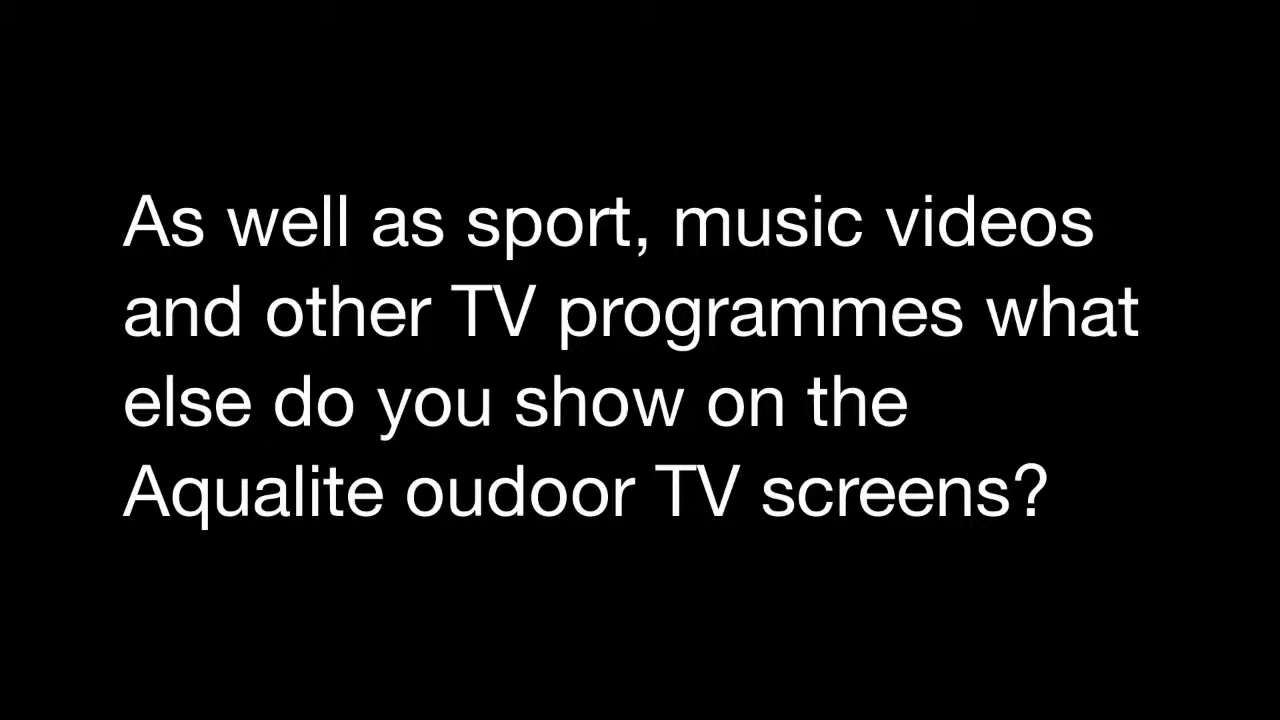 As well as sport, music videos
and other TV programmes what
else do you show on the
Aqualite oudoor TV screens?